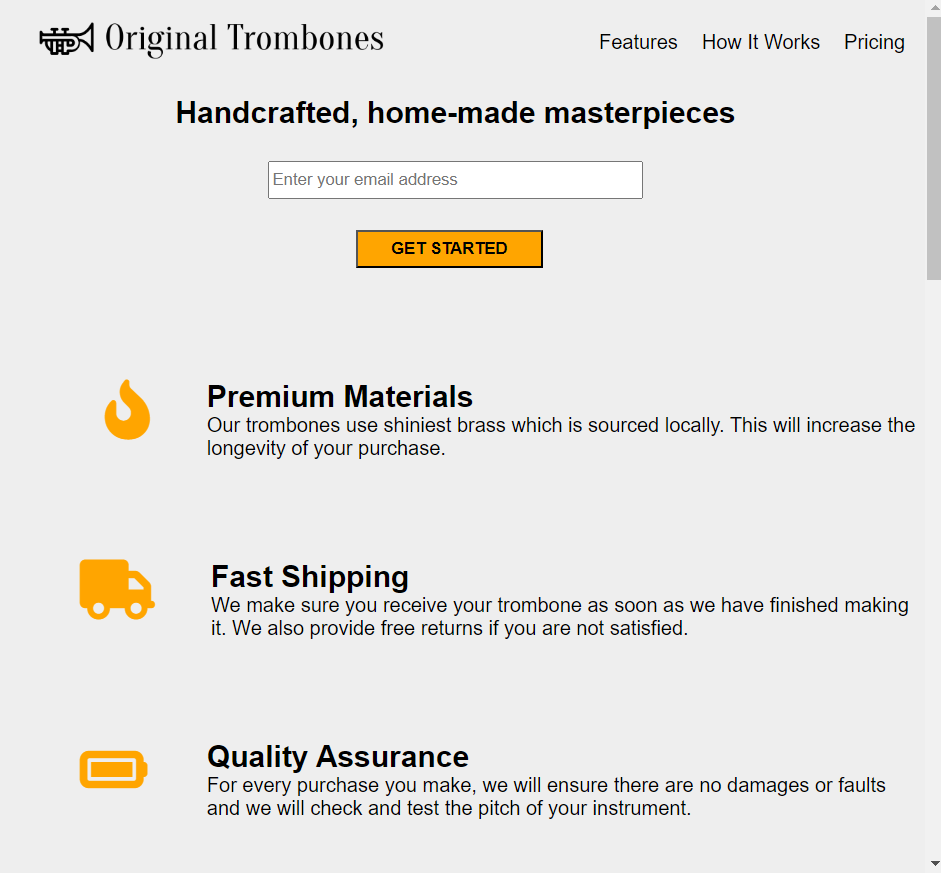 Original Trombones
Features
How It Works
Pricing
Handcrafted, home-made masterpieces
Enter your email address
GET STARTED
Premium Materials
Our trombones use shiniest brass which is sourced locally. This will increase the
longevity of your purchase.
Fast Shipping
We make sure you receive your trombone as soon as we have finished making
it. We also provide free returns if you are not satisfied.
Quality Assurance
For every purchase you make, we will ensure there are no damages or faults
and we will check and test the pitch of your instrument.